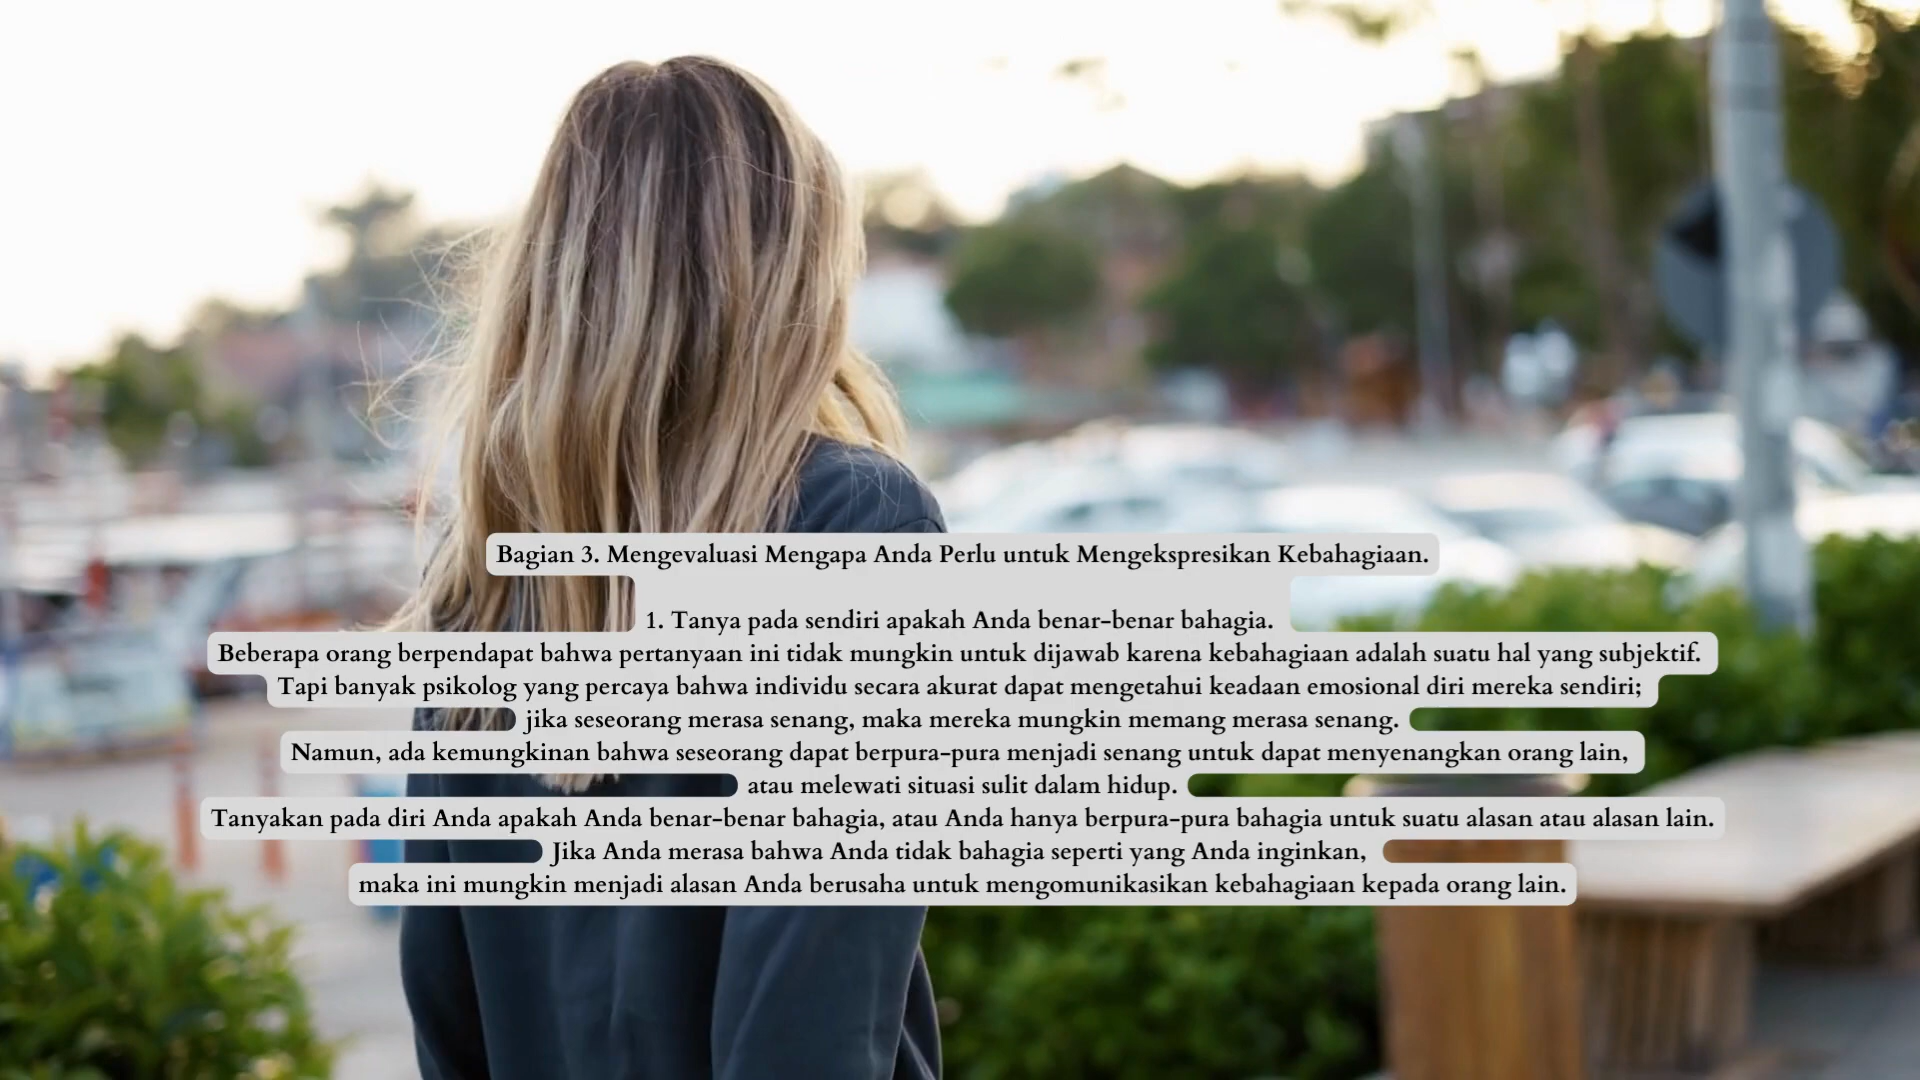 Bagian 3. Mengevaluasi Mengapa Anda Perlu untuk Mengekspresikan Kebahagiaan.
1. Tanya pada sendiri apakah Anda benar-benar bahagia.
Beberapa orang berpendapat bahwa pertanyaan ini tidak mungkin untuk dijawab karena kebahagiaan adalah suatu hal yang subjektif.
Tapi banyak psikolog yang percaya bahwa individu secara akurat dapat mengetahui keadaan emosional diri mereka sendiri;
jika seseorang merasa senang, maka mereka mungkin memang merasa senang.
Namun, ada kemungkinan bahwa seseorang dapat berpura-pura menjadi senang untuk dapat menyenangkan orang lain,
atau melewati situasi sulit dalam hidup.
Tanyakan pada diri Anda apakah Anda benar-benar bahagia, atau Anda hanya berpura-pura bahagia untuk suatu alasan atau alasan lain.
Jika Anda merasa bahwa Anda tidak bahagia seperti yang Anda inginkan,
maka ini mungkin menjadi alasan Anda berusaha untuk mengomunikasikan kebahagiaan kepada orang lain.